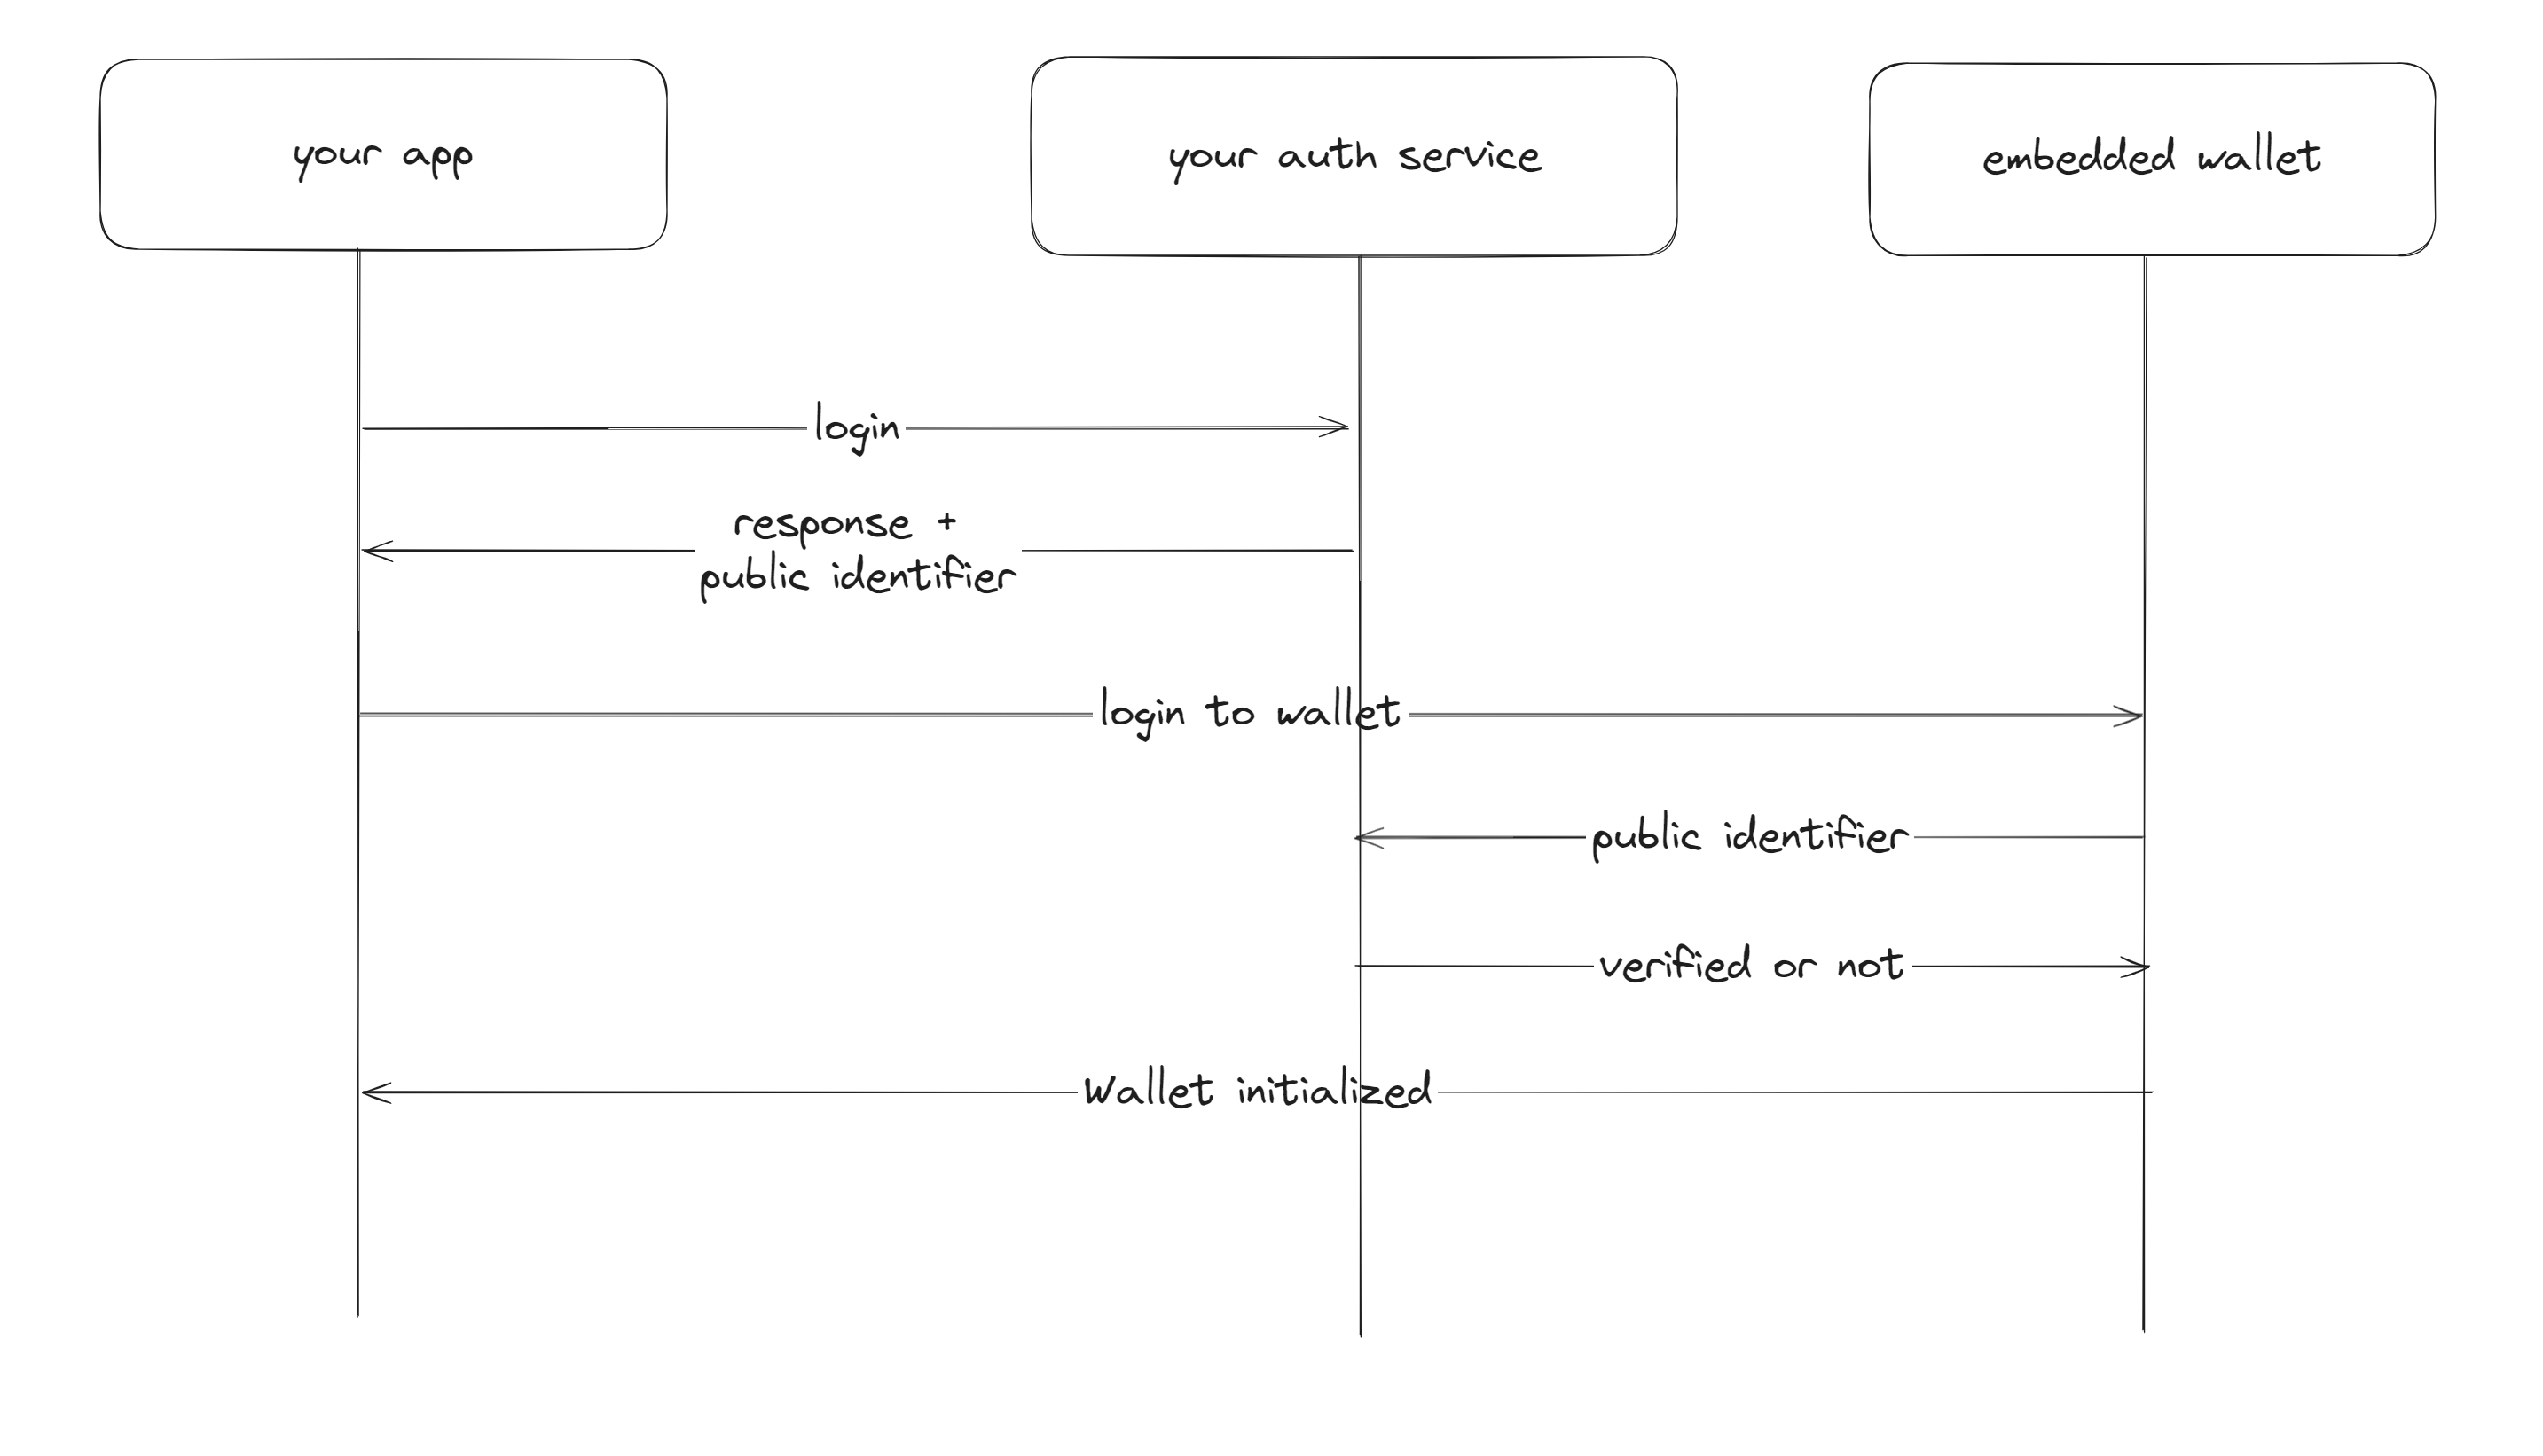 your app
your auth service
embedded wallet
login
response +
public identifier
login to wallet
public identifier
verified or not
Wallet initialized